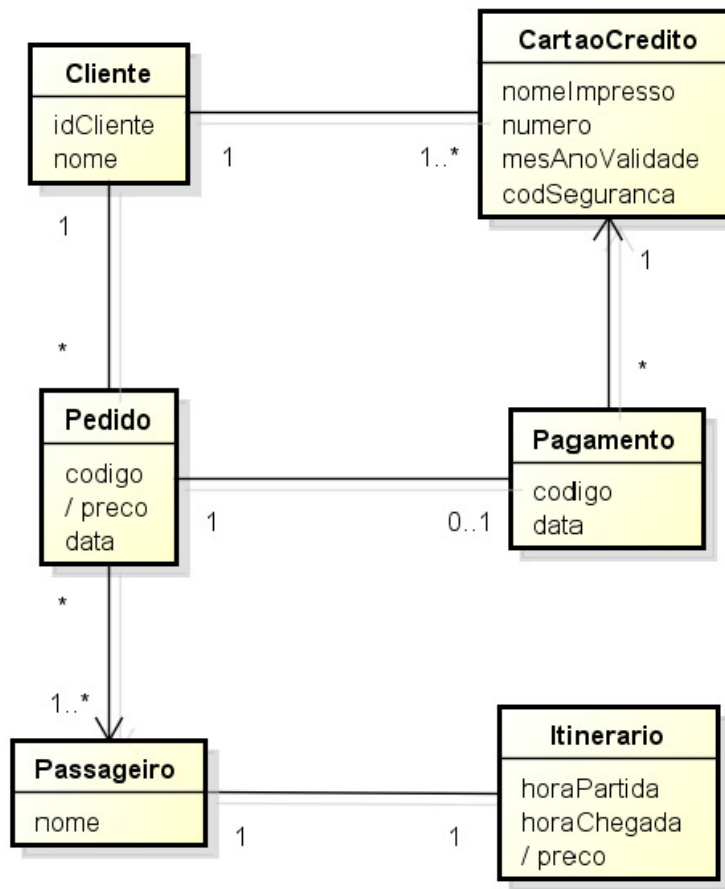 Cliente
idCliente
nome
1
1..*
CartaoCredito
nomeImpresso
numero
mesAnoValidade
codSeguranca
1
*
1
*
Pedido
codigo
/ preco
data
1
0..1
Pagamento
codigo
data
*
1..*
Passageiro
nome
1
1
Itinerario
horaPartida
horaChegada
/ preco